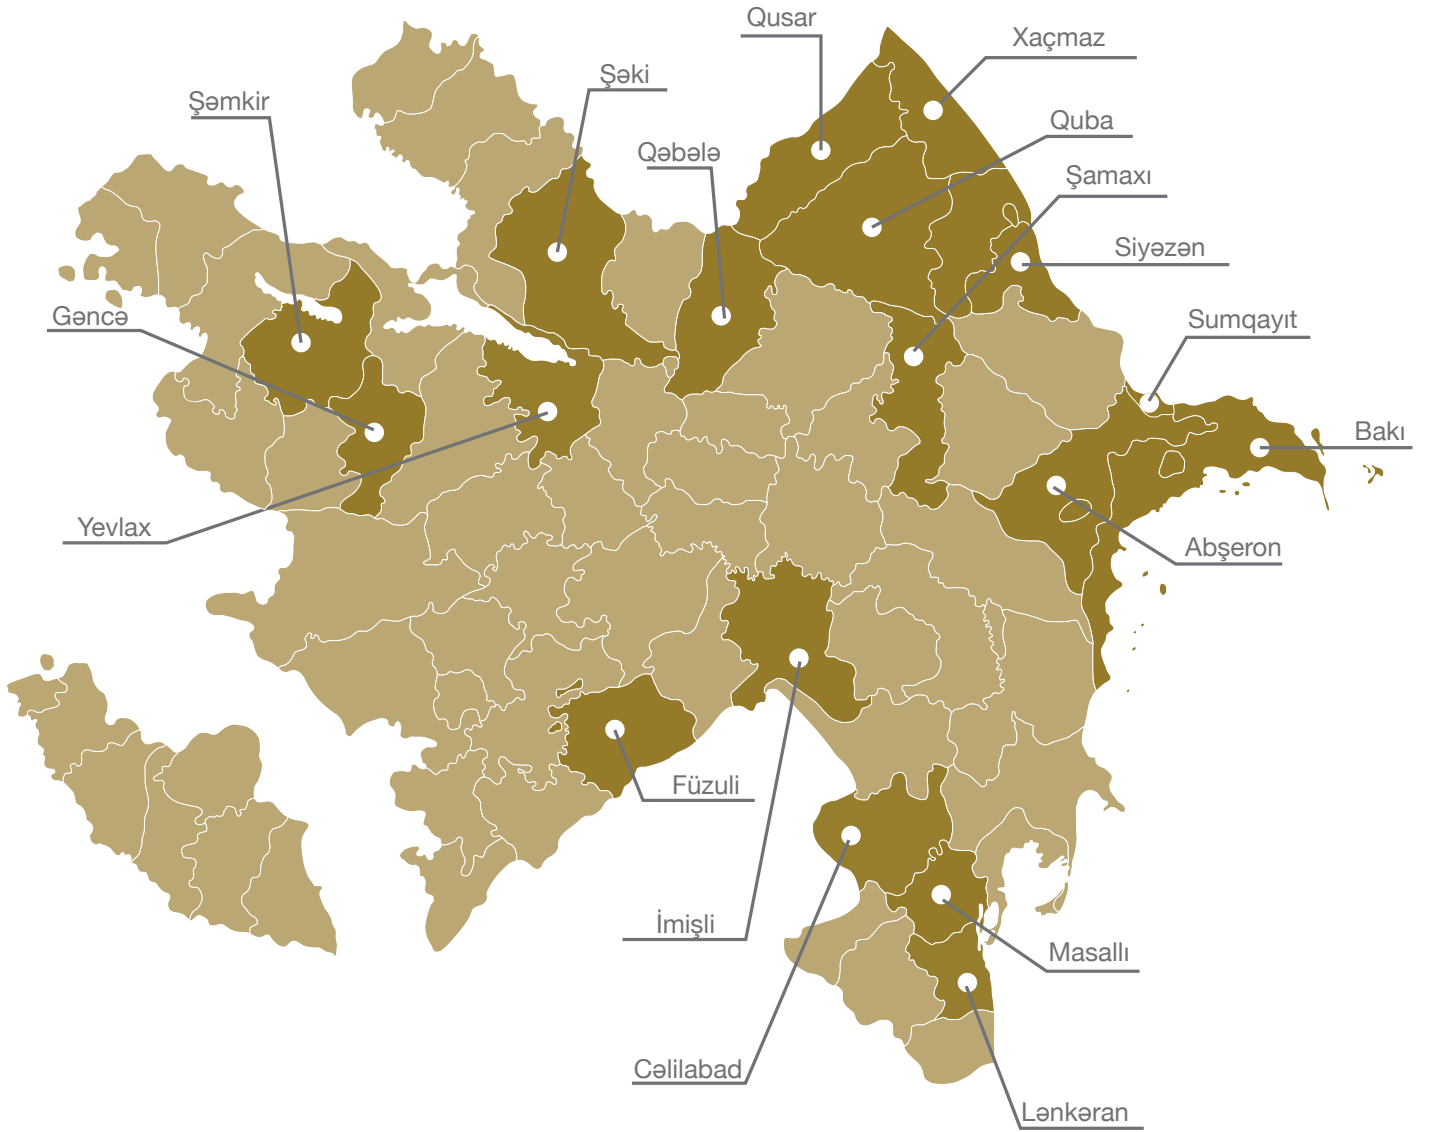 Qusar
Xaçmaz
Şəki
Şəmkir
Quba
Qəbələ
Şamaxı
Siyəzən
Gəncə
Sumqayıt
Bakı
Yevlax
Abşeron
Füzuli
İmişli
Masallı
Cəlilabad
Lənkəran